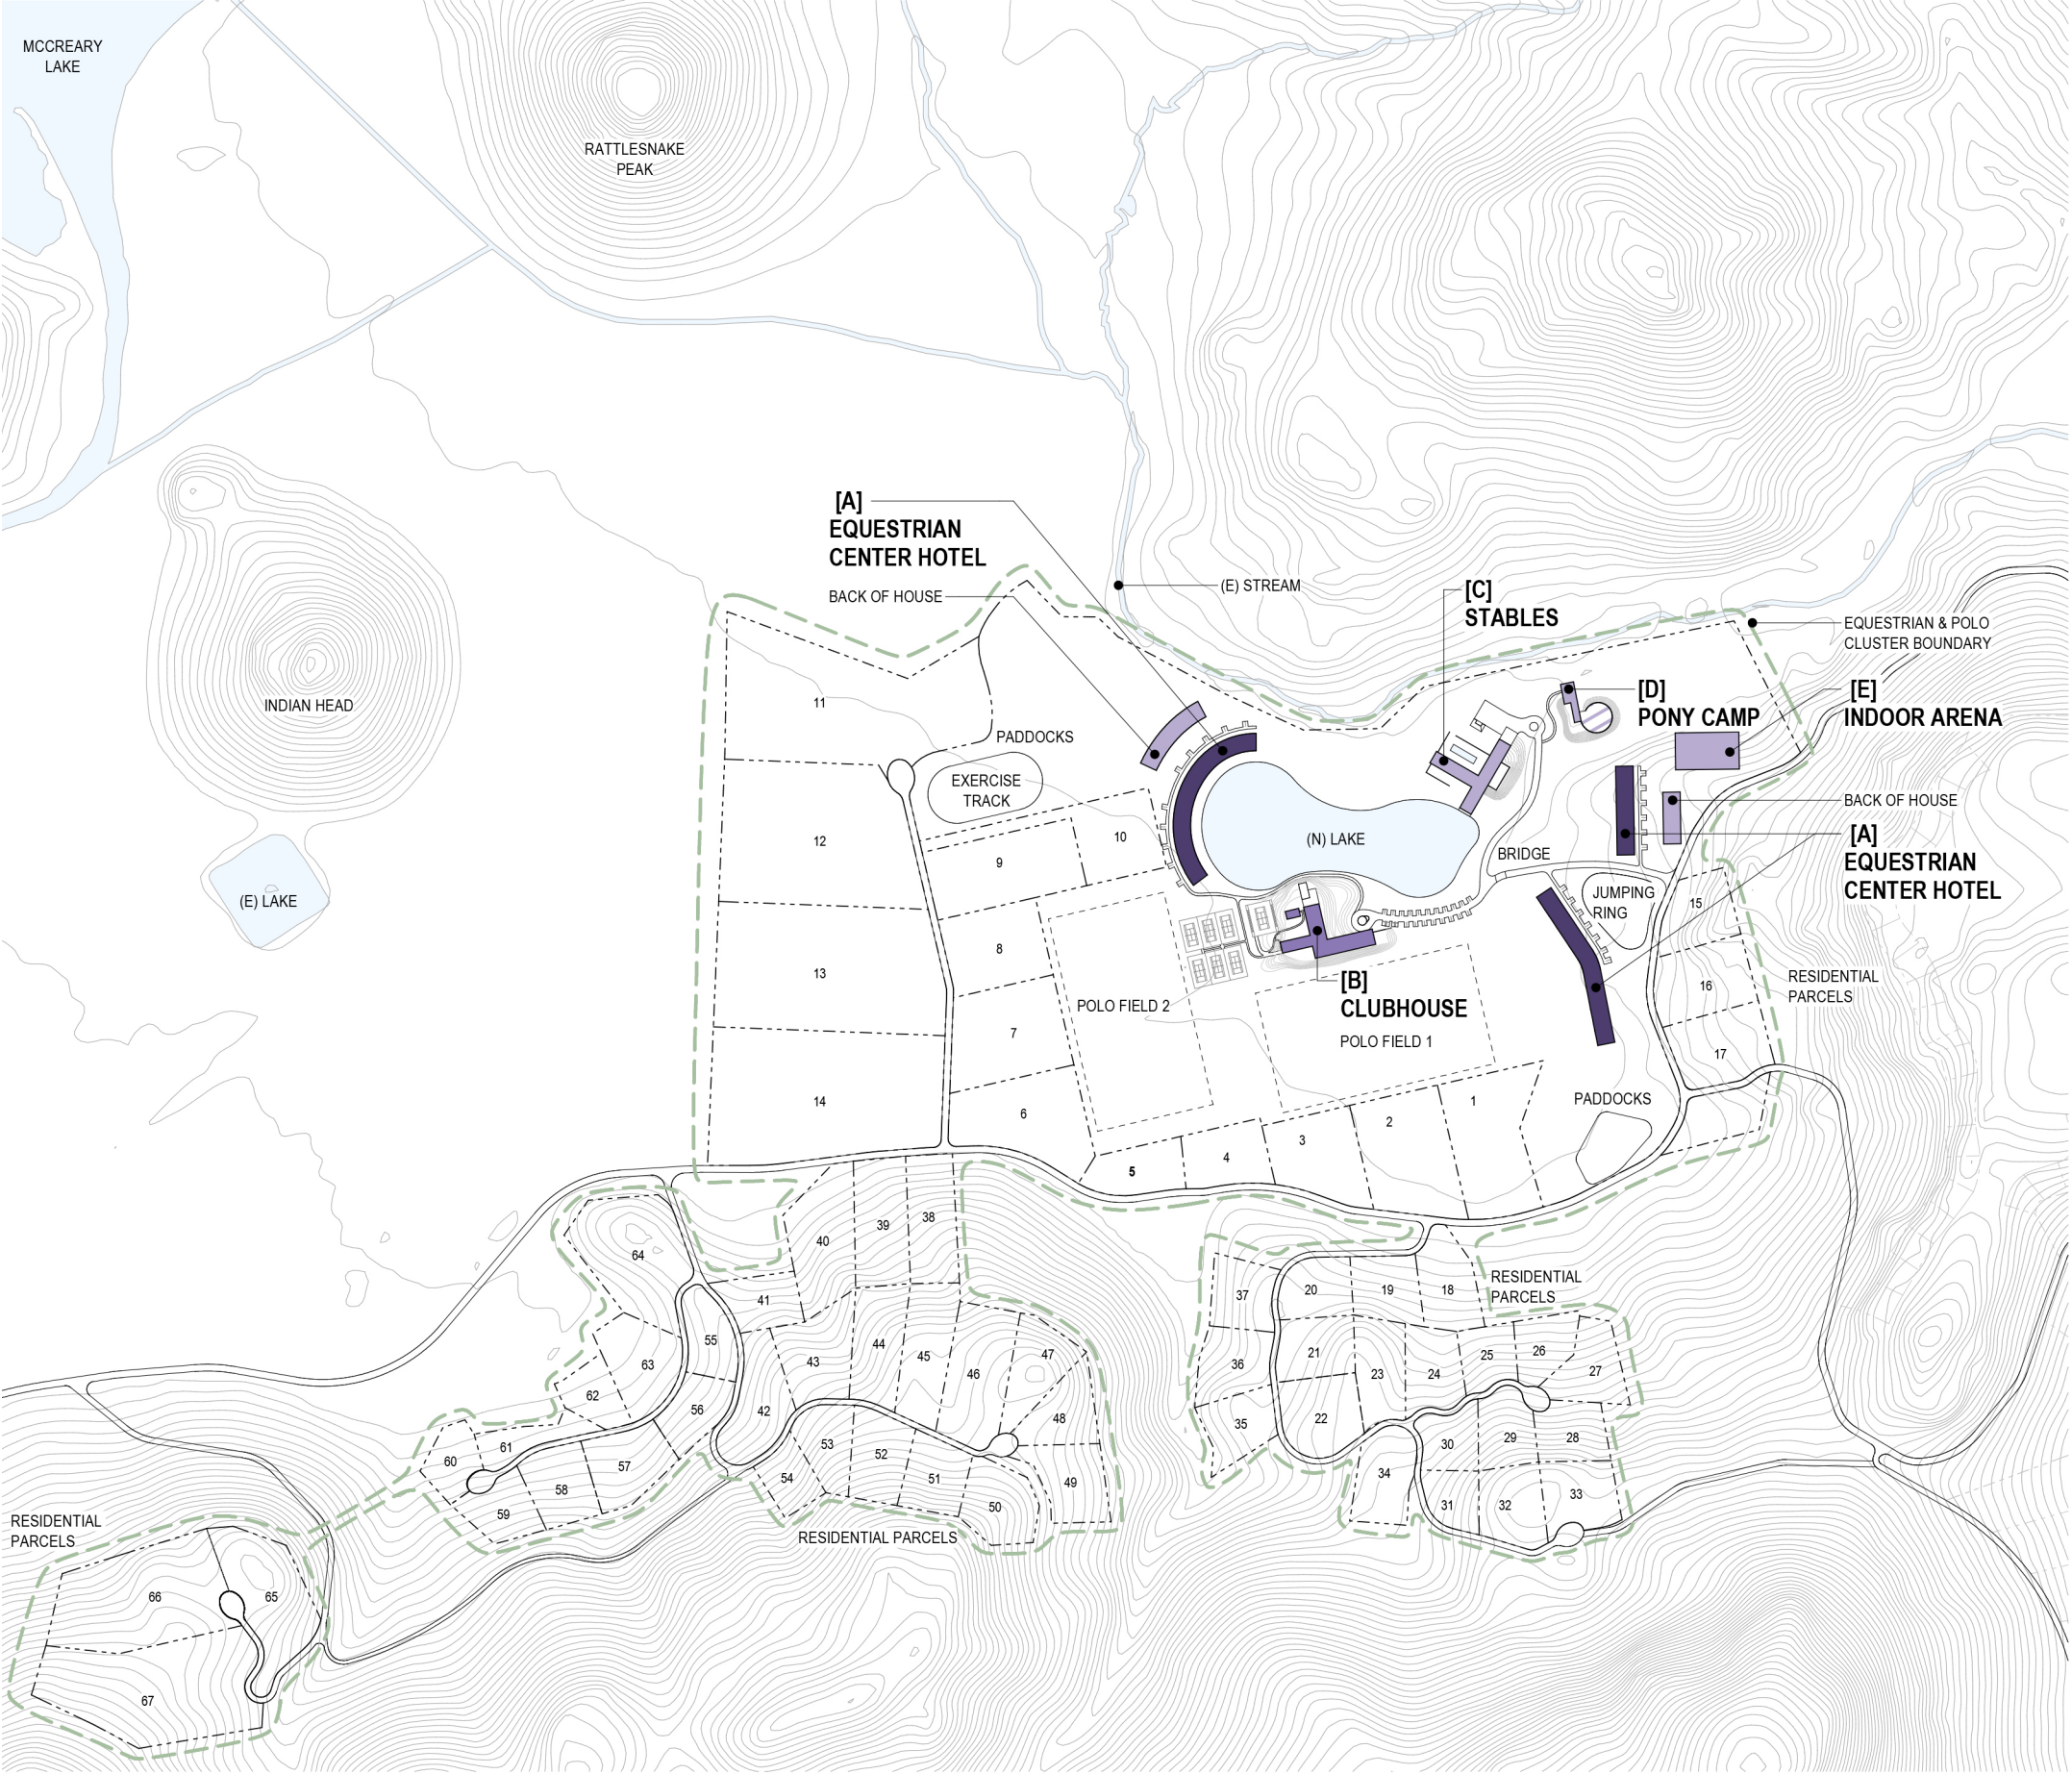 MCCREARY
LAKE
RATTLESNAKE
PEAK
[A]
EQUESTRIAN
CENTER HOTEL
BACK OF HOUSE
(E) STREAM
[C]
STABLES
EQUESTRIAN & POLO
CLUSTER BOUNDARY
[D]
PONY CAMP
[E]
INDOOR ARENA
INDIAN HEAD
11
PADDOCKS
EXERCISE
TRACK
BACK OF HOUSE
12
10
(N) LAKE
[A]
EQUESTRIAN
CENTER HOTEL
BRIDGE
9
(E) LAKE
JUMPING
RING
15
8
13
[B]
CLUBHOUSE
RESIDENTIAL
PARCELS
16
POLO FIELD 2
POLO FIELD 1
7
17
14
6
PADDOCKS
1
2
3
4
5
38
39
40
64
RESIDENTIAL
PARCELS
18
19
20
37
41
55
44
43
45
46
47
63
62
36
21
23
24
25
26
27
56
42
48
35
22
61
60
53
52
30
29
28
57
54
51
49
34
58
59
50
31
32
33
RESIDENTIAL
PARCELS
RESIDENTIAL PARCELS
66
65
67